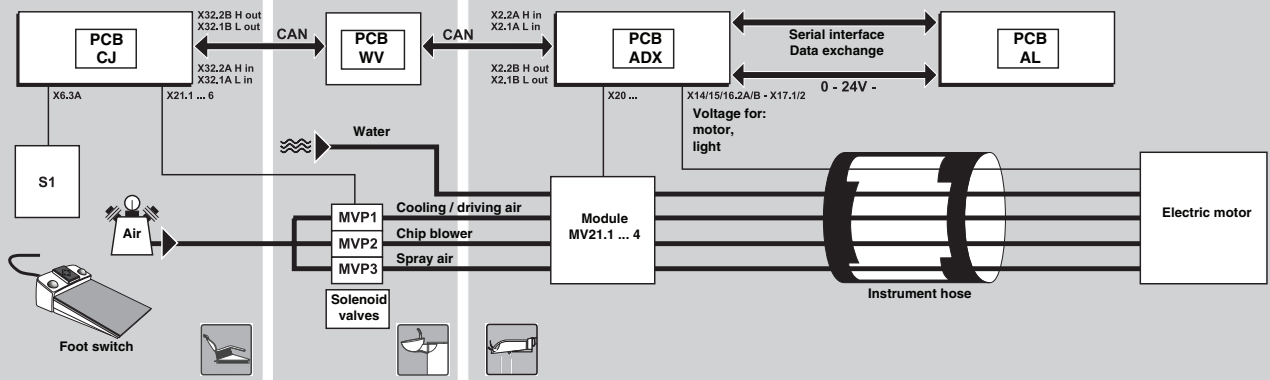 X32.2B H out
X32.1B L out
PCB
CJ
CAN
X32.2A H in
X32.1A L in
X6.3A
X21.1 ... 6
S1
Air
Foot switch
PCB
WV
CAN
Water
MVP1
MVP2
MVP3
Solenoid
valves
Cooling / driving air
Chip blower
Spray air
X2.2A H in
X2.1A L in
X2.2B H out
X2,1B L out
PCB
ADX
Serial interface
Data exchange
0 - 24V -
PCB
AL
X20 ...
X14/15/16.2A/B - X17.1/2
Voltage for:
motor,
light
Module
MV21.1 ... 4
Instrument hose
Electric motor